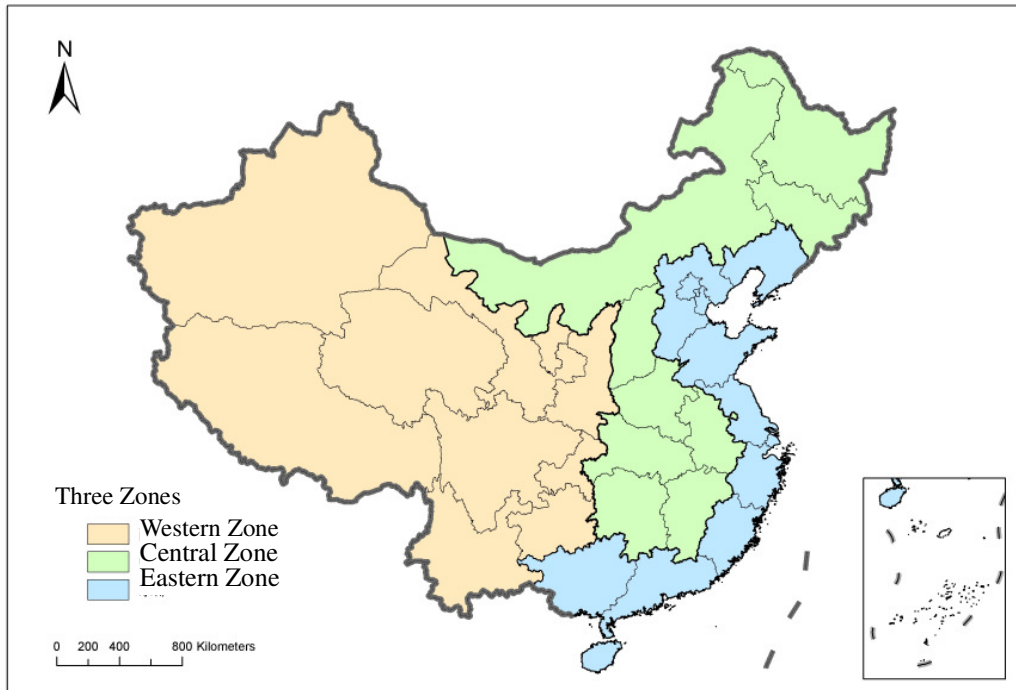 N
Three Zones
Western Zone
Central Zone
Eastern Zone
0 200 400 800 Kilometers